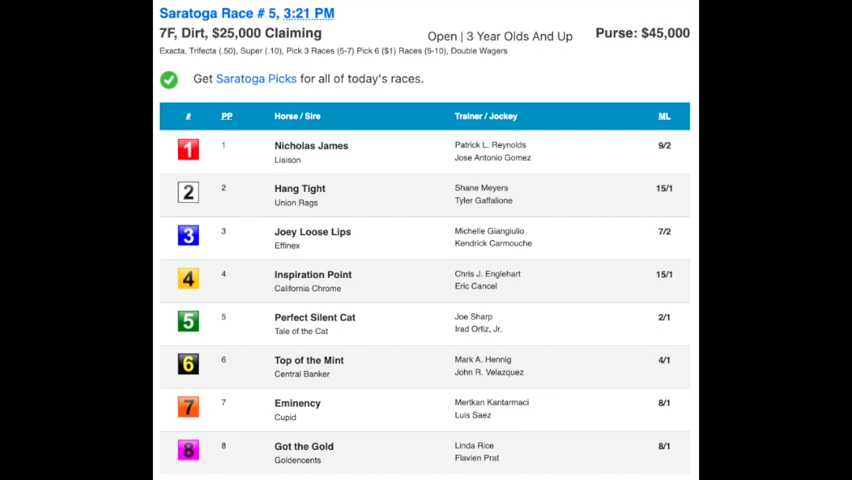 Saratoga Race # 5, 3:21 PM
7F, Dirt, $25,000 Claiming
Open | 3 Year Olds And Up
Purse: $45,000
Exacta, Trifecta (.50), Super (.10), Pick 3 Races (5-7) Pick 6 ($1) Races (5-10), Double Wagers
Get Saratoga Picks for all of today's races.
# PP Horse / Sire Trainer / Jockey ML
1 1 Nicholas James Patrick L. Reynolds 9/2
Liaison Jose Antonio Gomez
2 2 Hang Tight Shane Meyers 15/1
Union Rags Tyler Gaffalione
3 3 Joey Loose Lips Michelle Giangiulio 7/2
Effinex Kendrick Carmouche
4 4 Inspiration Point Chris J. Englehart 15/1
California Chrome Eric Cancel
5 5 Perfect Silent Cat Joe Sharp 2/1
Tale of the Cat Irad Ortiz, Jr.
6 6 Top of the Mint Mark A. Hennig 4/1
Central Banker John R. Velazquez
7 7 Eminency Mertkan Kantarmaci 8/1
Cupid Luis Saez
8 8 Got the Gold Linda Rice 8/1
Goldencents Flavien Prat